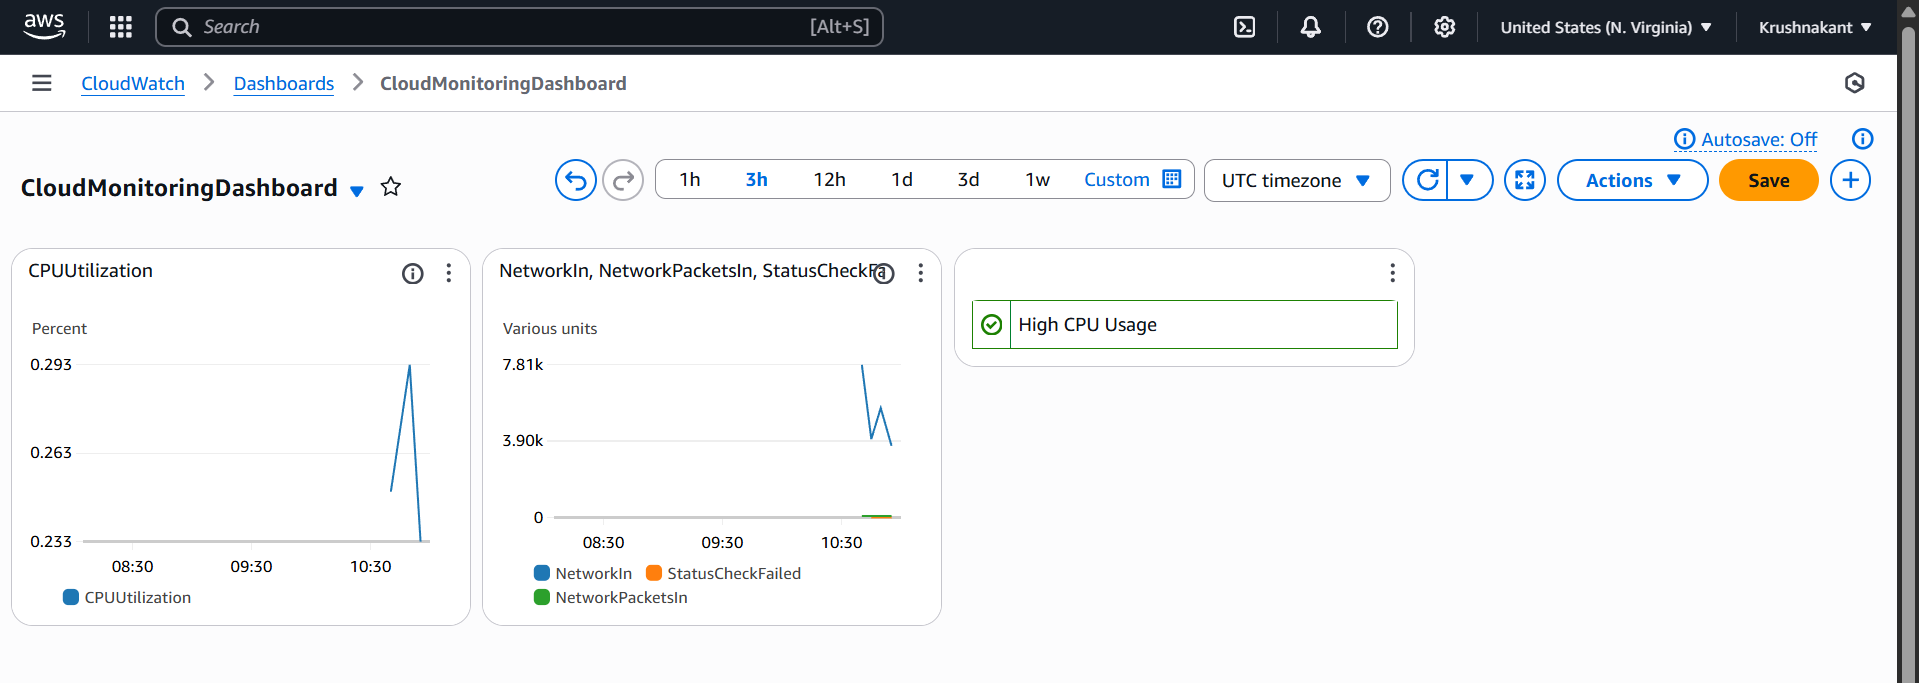 aws
Search [Alt+S]
United States (N. Virginia)
Krushnakant
CloudWatch
Dashboards
CloudMonitoringDashboard
Autosave: Off
CloudMonitoringDashboard
1h 3h 12h 1d 3d 1w Custom
UTC timezone
Actions
Save
CPUUtilization
Percent
0.293
0.263
0.233
08:30 09:30 10:30
CPUUtilization
NetworkIn, NetworkPacketsIn, StatusCheckFa
Various units
7.81k
3.90k
0
08:30 09:30 10:30
NetworkIn StatusCheckFailed
NetworkPacketsIn
High CPU Usage